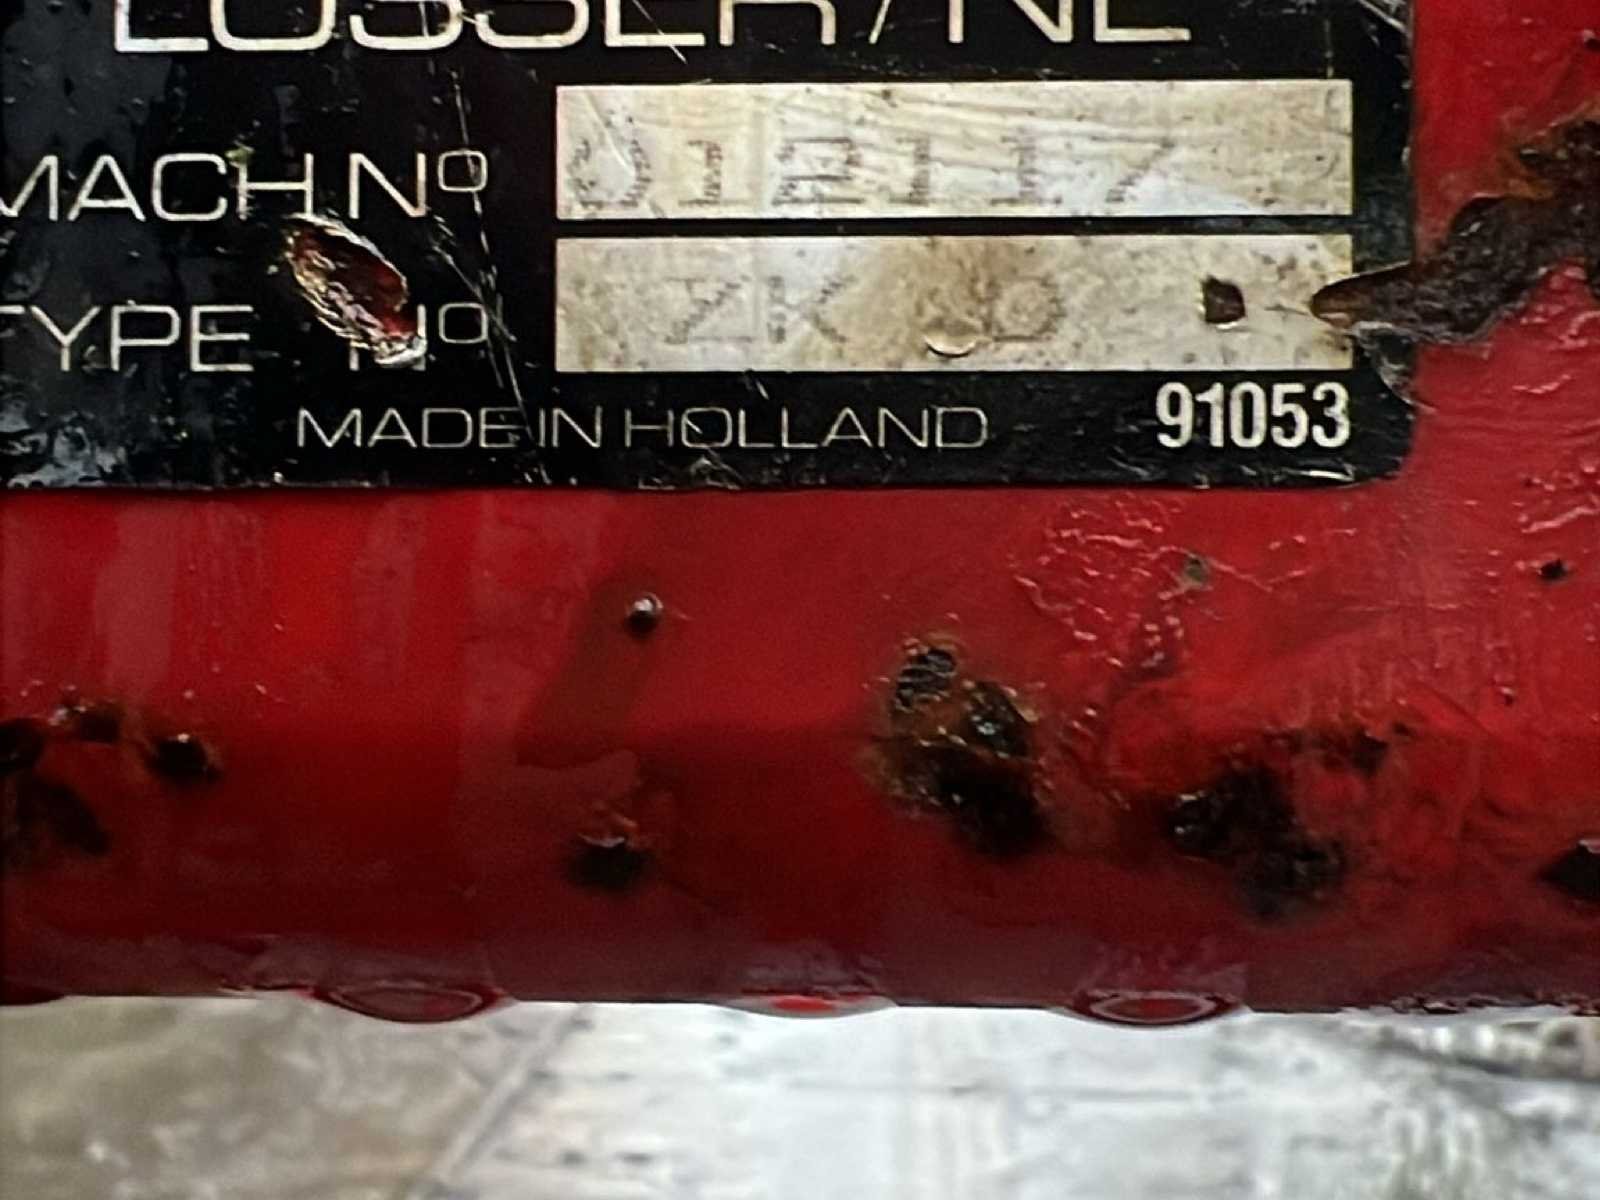 LOSSER/NL
MACH Nº 012117
TYPE Nº ZK D
MADE IN HOLLAND 91053